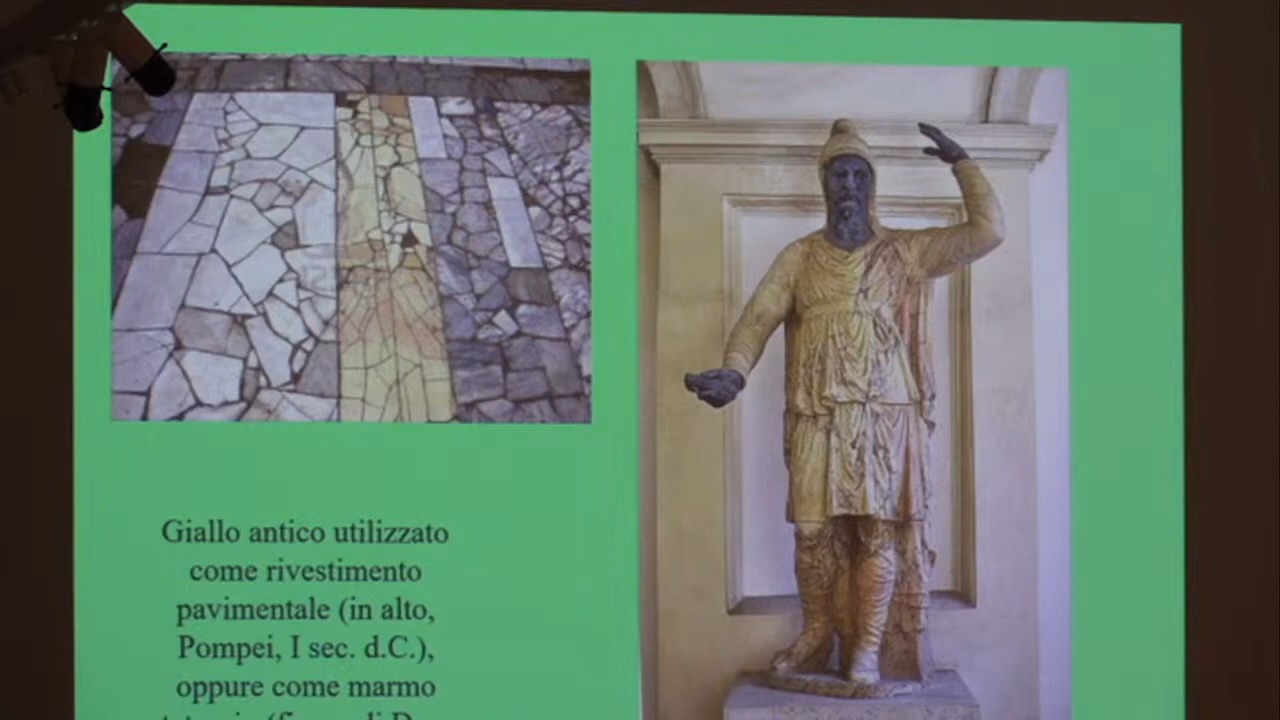 Giallo antico utilizzato
come rivestimento
pavimentale (in alto,
Pompei, I sec. d.C.),
oppure come marmo